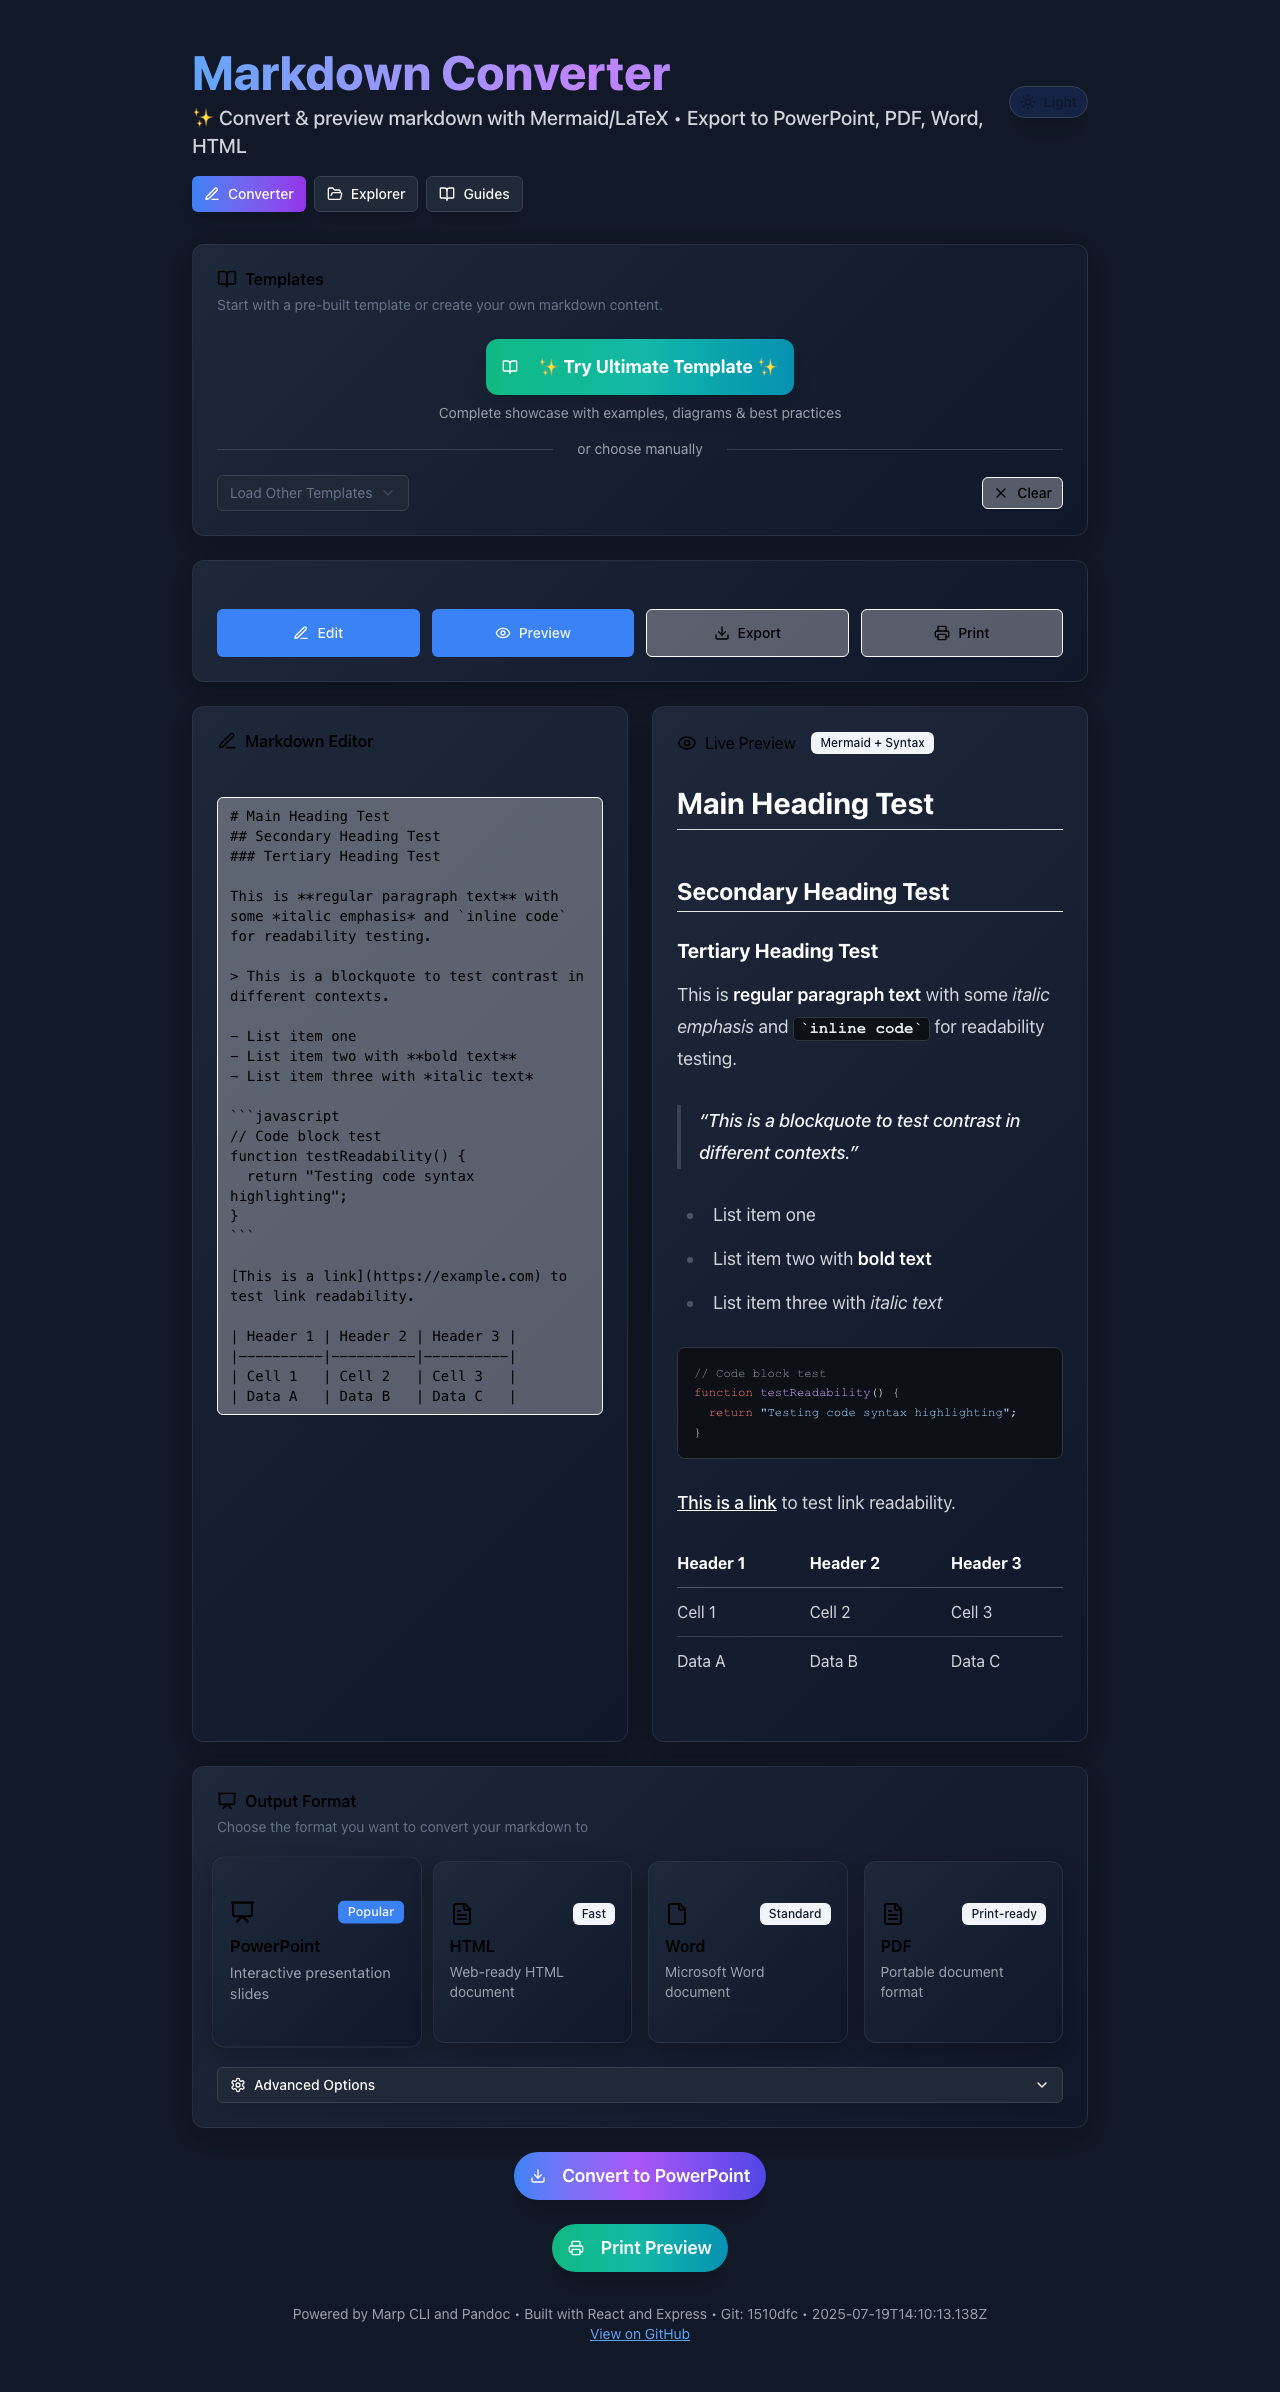 Markdown Converter
✨ Convert & preview markdown with Mermaid/LaTeX • Export to PowerPoint, PDF, Word,
HTML
Light
Converter
Explorer
Guides
Templates
Start with a pre-built template or create your own markdown content.
✨ Try Ultimate Template ✨
Complete showcase with examples, diagrams & best practices
or choose manually
Load Other Templates
Clear
Edit
Preview
Export
Print
Markdown Editor
# Main Heading Test
## Secondary Heading Test
### Tertiary Heading Test
This is **regular paragraph text** with
some *italic emphasis* and `inline code`
for readability testing.
> This is a blockquote to test contrast in
different contexts.
- List item one
- List item two with **bold text**
- List item three with *italic text*
```javascript
// Code block test
function testReadability() {
  return "Testing code syntax
highlighting";
}
```
[This is a link](https://example.com) to
test link readability.
| Header 1 | Header 2 | Header 3 |
|----------|----------|----------|
| Cell 1   | Cell 2   | Cell 3   |
| Data A   | Data B   | Data C   |
Live Preview
Mermaid + Syntax
Main Heading Test
Secondary Heading Test
Tertiary Heading Test
This is regular paragraph text with some italic
emphasis and `inline code` for readability
testing.
“This is a blockquote to test contrast in
different contexts.”
• List item one
• List item two with bold text
• List item three with italic text
// Code block test
function testReadability() {
  return "Testing code syntax highlighting";
}
This is a link to test link readability.
Header 1 Header 2 Header 3
Cell 1 Cell 2 Cell 3
Data A Data B Data C
Output Format
Choose the format you want to convert your markdown to
Popular
PowerPoint
Interactive presentation
slides
Fast
HTML
Web-ready HTML
document
Standard
Word
Microsoft Word
document
Print-ready
PDF
Portable document
format
Advanced Options
Convert to PowerPoint
Print Preview
Powered by Marp CLI and Pandoc • Built with React and Express • Git: 1510dfc • 2025-07-19T14:10:13.138Z
View on GitHub